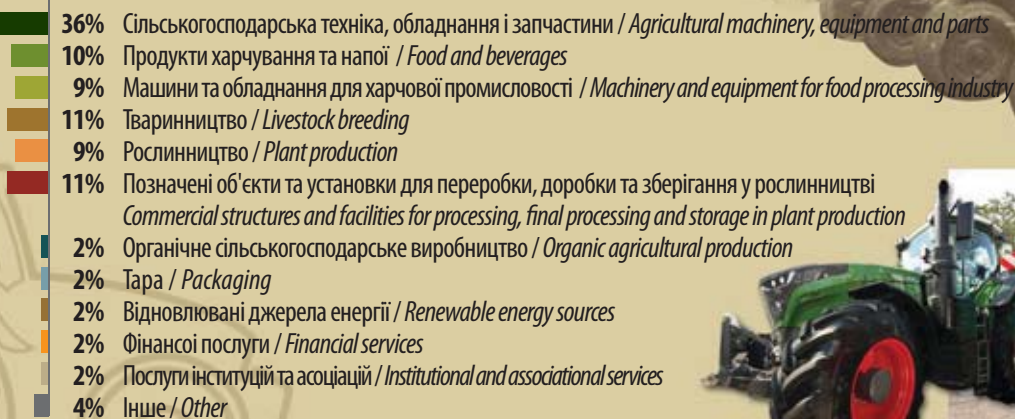 36% Сільськогосподарська техніка, обладнання і запчастини / Agricultural machinery, equipment and parts
10% Продукти харчування та напої / Food and beverages
9% Машини та обладнання для харчової промисловості / Machinery and equipment for food processing industry
11% Тваринництво / Livestock breeding
9% Рослинництво / Plant production
11% Позначені об'єкти та установки для переробки, доробки та зберігання у рослинництві
Commercial structures and facilities for processing, final processing and storage in plant production
2% Органічне сільськогосподарське виробництво / Organic agricultural production
2% Тара / Packaging
2% Відновлювані джерела енергії / Renewable energy sources
2% Фінансої послуги / Financial services
2% Послуги інституцій та асоціацій / Institutional and associational services
4% Інше / Other